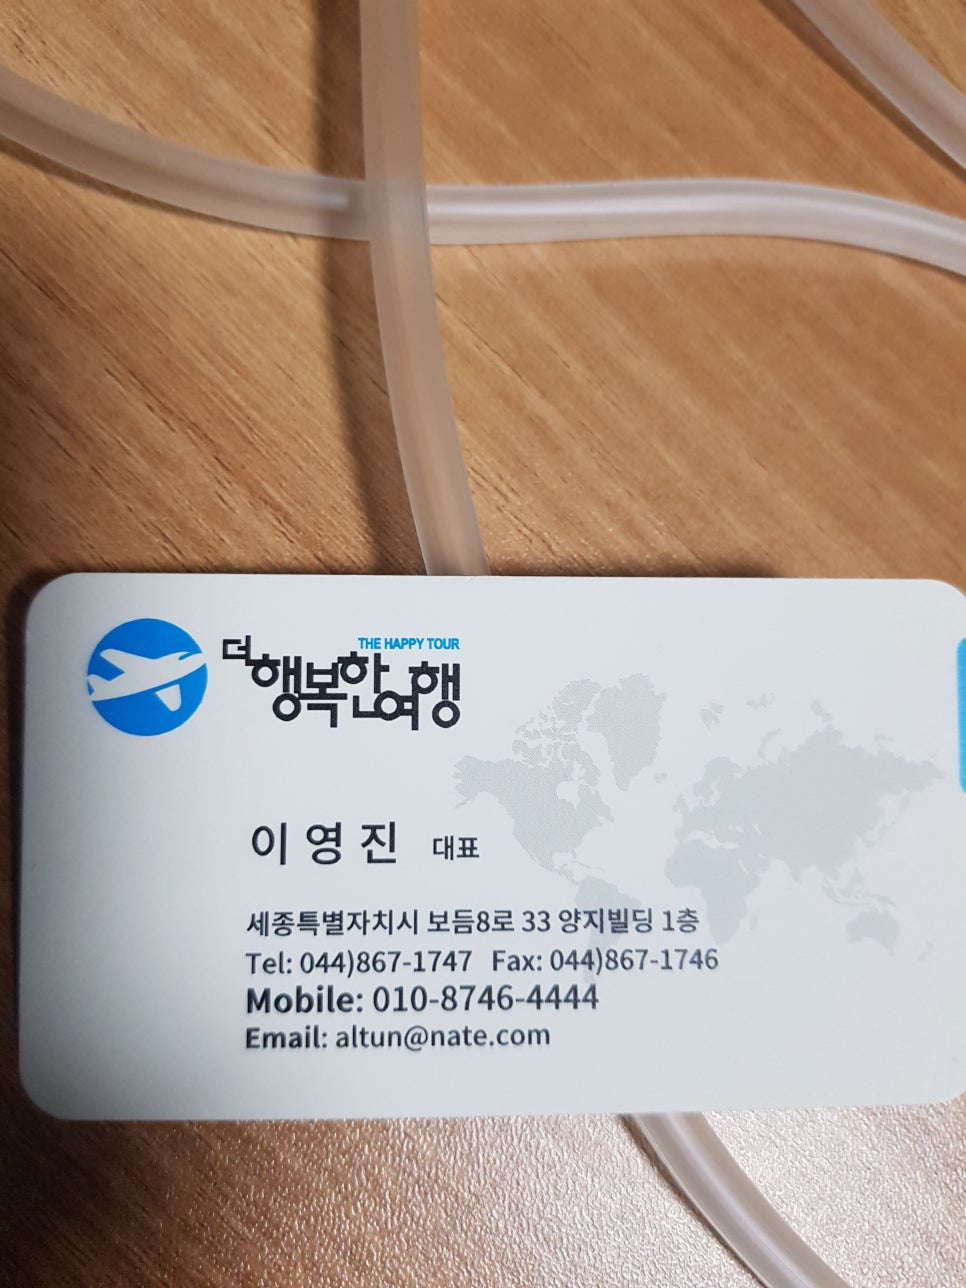 THE HAPPY TOUR
더행복한여행
이영진 대표
세종특별자치시 보듬8로 33 양지빌딩 1층
Tel: 044)867-1747 Fax: 044)867-1746
Mobile: 010-8746-4444
Email: altun@nate.com